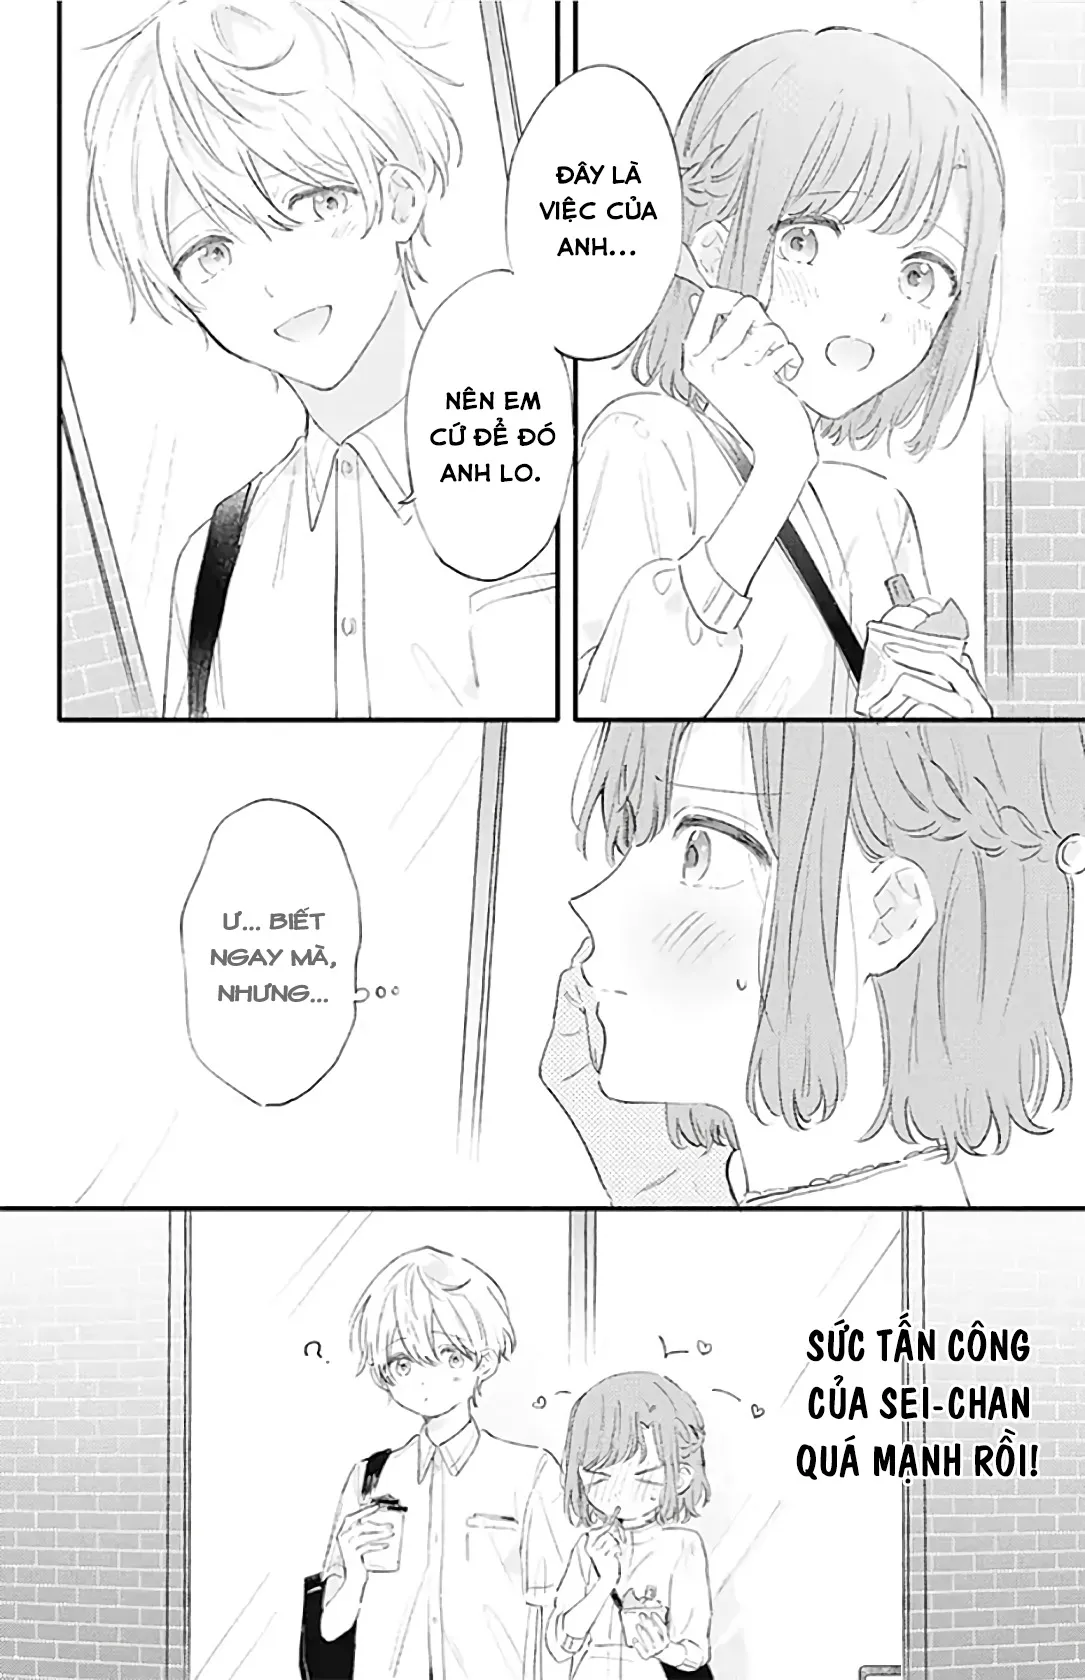 ĐÂY LÀ
VIỆC CỦA
ANH...
NÊN EM
CỨ ĐỂ ĐÓ
ANH LO.
Ư... BIẾT
NGAY MÀ,
NHƯNG...
?
SỨC TẤN CÔNG
CỦA SEI-CHAN
QUÁ MẠNH RỒI!